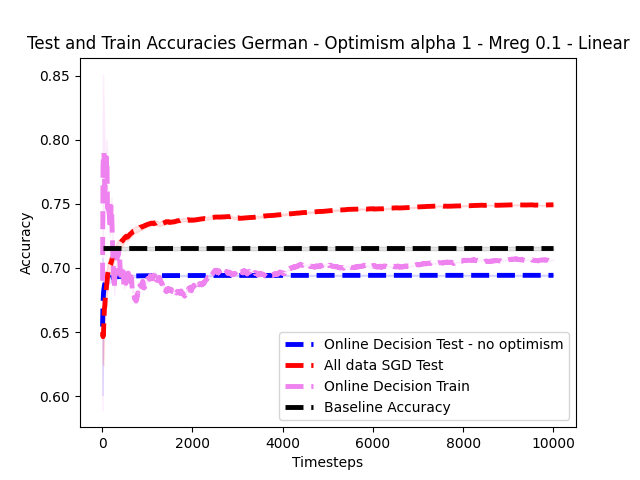 Test and Train Accuracies German - Optimism alpha 1 - Mreg 0.1 - Linear
0.85
0.80
0.75
0.70
0.65
0.60
Accuracy
0
2000
4000
6000
8000
10000
Timesteps
Online Decision Test - no optimism
All data SGD Test
Online Decision Train
Baseline Accuracy